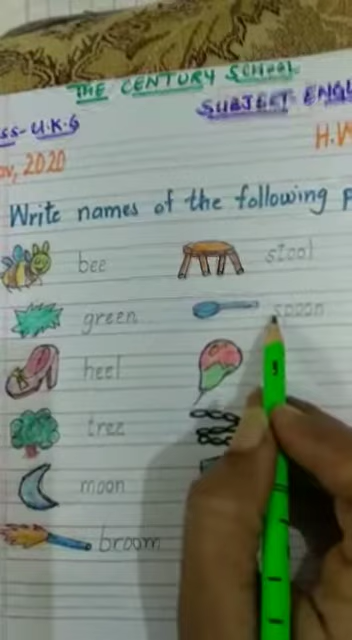 THE CENTURY SCHOOL
SS-U.K.G SUBJECT ENGL
ov, 2020 H.W
Write names of the following p
bee stool
green spoon
heel
tree
moon
broom